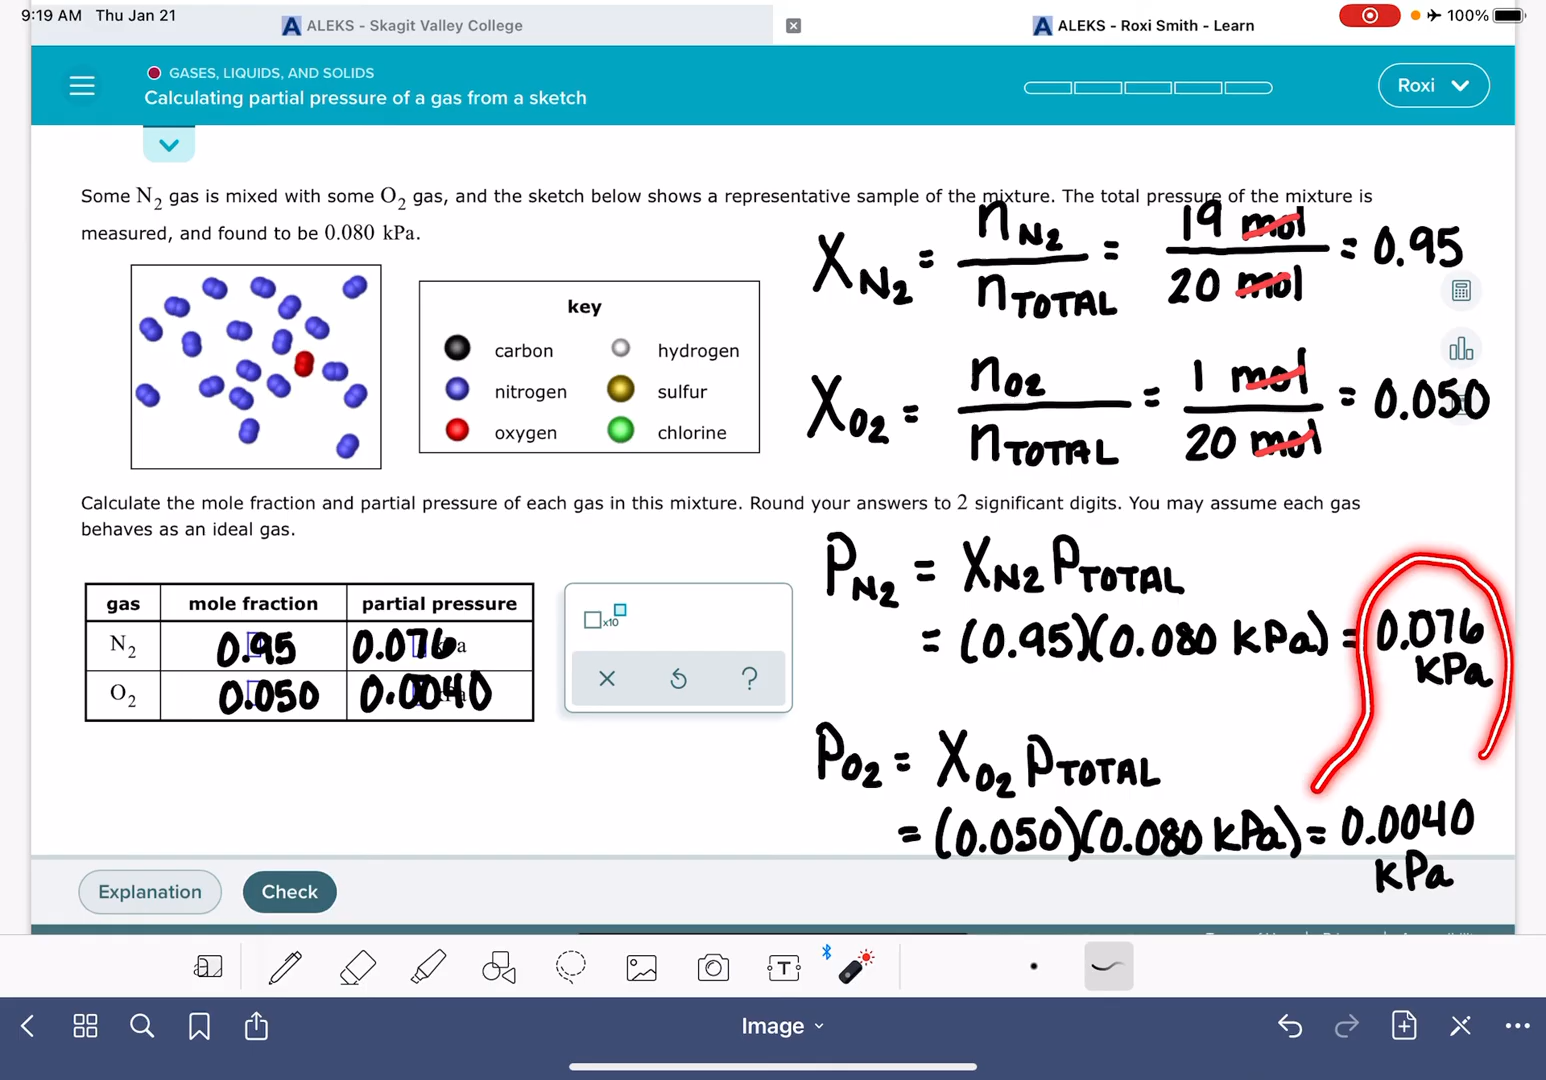 9:19 AM Thu Jan 21
100%
ALEKS - Skagit Valley College
ALEKS - Roxi Smith - Learn
GASES, LIQUIDS, AND SOLIDS
Calculating partial pressure of a gas from a sketch
Roxi
Some N2 gas is mixed with some O2 gas, and the sketch below shows a representative sample of the mixture. The total pressure of the mixture is
measured, and found to be 0.080 kPa.
key
carbon hydrogen
nitrogen sulfur
oxygen chlorine
XN2 = nN2 / nTOTAL = 19 mol / 20 mol = 0.95
XO2 = nO2 / nTOTAL = 1 mol / 20 mol = 0.050
Calculate the mole fraction and partial pressure of each gas in this mixture. Round your answers to 2 significant digits. You may assume each gas
behaves as an ideal gas.
gas mole fraction partial pressure
N2 0.95 0.076
O2 0.050 0.0040
x10
?
PN2 = XN2 PTOTAL
= (0.95)(0.080 kPa) = 0.076
kPa
PO2 = XO2 PTOTAL
= (0.050)(0.080 kPa) = 0.0040
kPa
Explanation
Check
T
Image